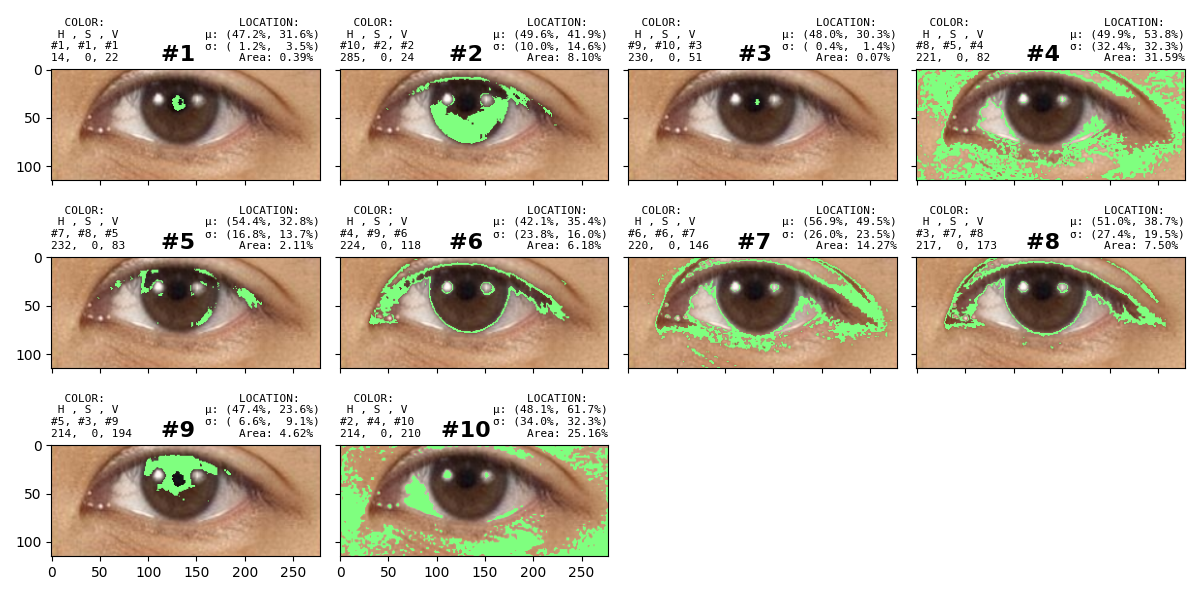 COLOR: LOCATION:
H , S , V μ: (47.2%, 31.6%)
#1, #1, #1 σ: ( 1.2%, 3.5%)
14, 0, 22 #1 Area: 0.39%
COLOR: LOCATION:
H , S , V μ: (49.6%, 41.9%)
#10, #2, #2 σ: (10.0%, 14.6%)
285, 0, 24 #2 Area: 8.10%
COLOR: LOCATION:
H , S , V μ: (48.0%, 30.3%)
#9, #10, #3 σ: ( 0.4%, 1.4%)
230, 0, 51 #3 Area: 0.07%
COLOR: LOCATION:
H , S , V μ: (49.9%, 53.8%)
#8, #5, #4 σ: (32.4%, 32.3%)
221, 0, 82 #4 Area: 31.59%
0
50
100
COLOR: LOCATION:
H , S , V μ: (54.4%, 32.8%)
#7, #8, #5 σ: (16.8%, 13.7%)
232, 0, 83 #5 Area: 2.11%
COLOR: LOCATION:
H , S , V μ: (42.1%, 35.4%)
#4, #9, #6 σ: (23.8%, 16.0%)
224, 0, 118 #6 Area: 6.18%
COLOR: LOCATION:
H , S , V μ: (56.9%, 49.5%)
#6, #6, #7 σ: (26.0%, 23.5%)
220, 0, 146 #7 Area: 14.27%
COLOR: LOCATION:
H , S , V μ: (51.0%, 38.7%)
#3, #7, #8 σ: (27.4%, 19.5%)
217, 0, 173 #8 Area: 7.50%
0
50
100
COLOR: LOCATION:
H , S , V μ: (47.4%, 23.6%)
#5, #3, #9 σ: ( 6.6%, 9.1%)
214, 0, 194 #9 Area: 4.62%
COLOR: LOCATION:
H , S , V μ: (48.1%, 61.7%)
#2, #4, #10 σ: (34.0%, 32.3%)
214, 0, 210 #10 Area: 25.16%
0
50
100
0 50 100 150 200 250
0 50 100 150 200 250